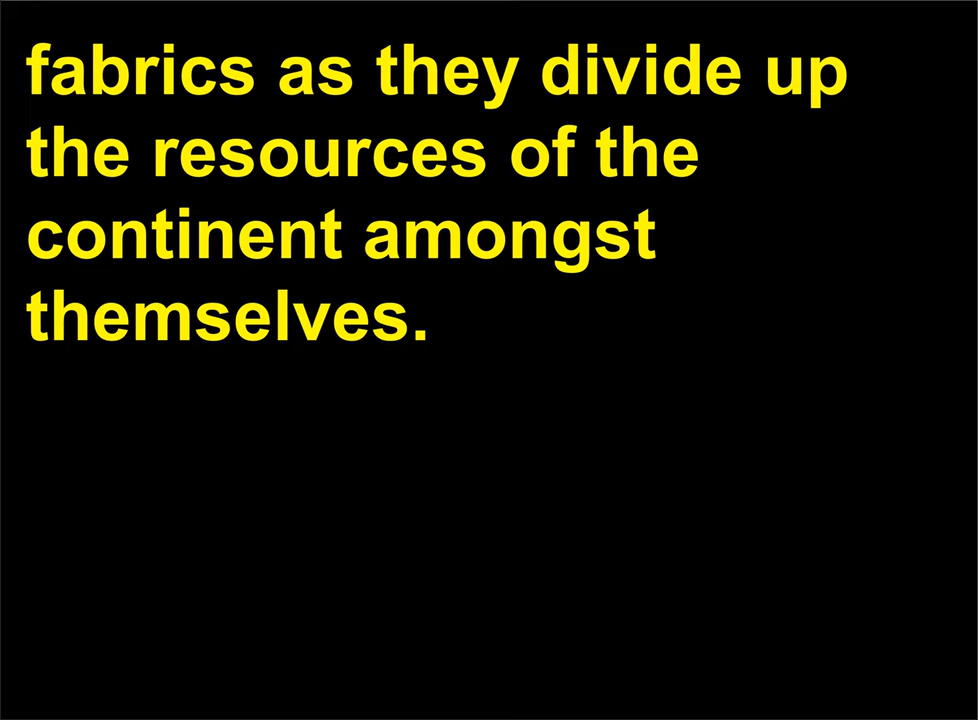 fabrics as they divide up
the resources of the
continent amongst
themselves.